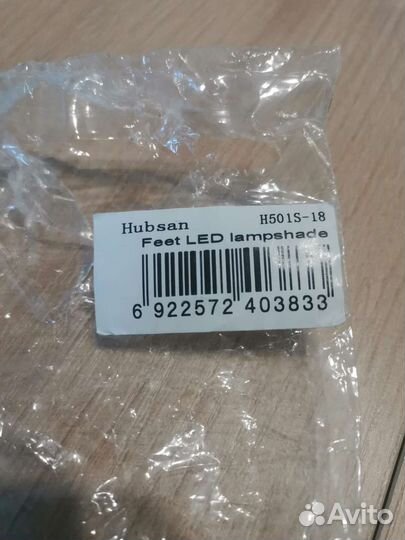 Hubsan H501S-18
Feet LED lampshade
6 922572 403833
Avito